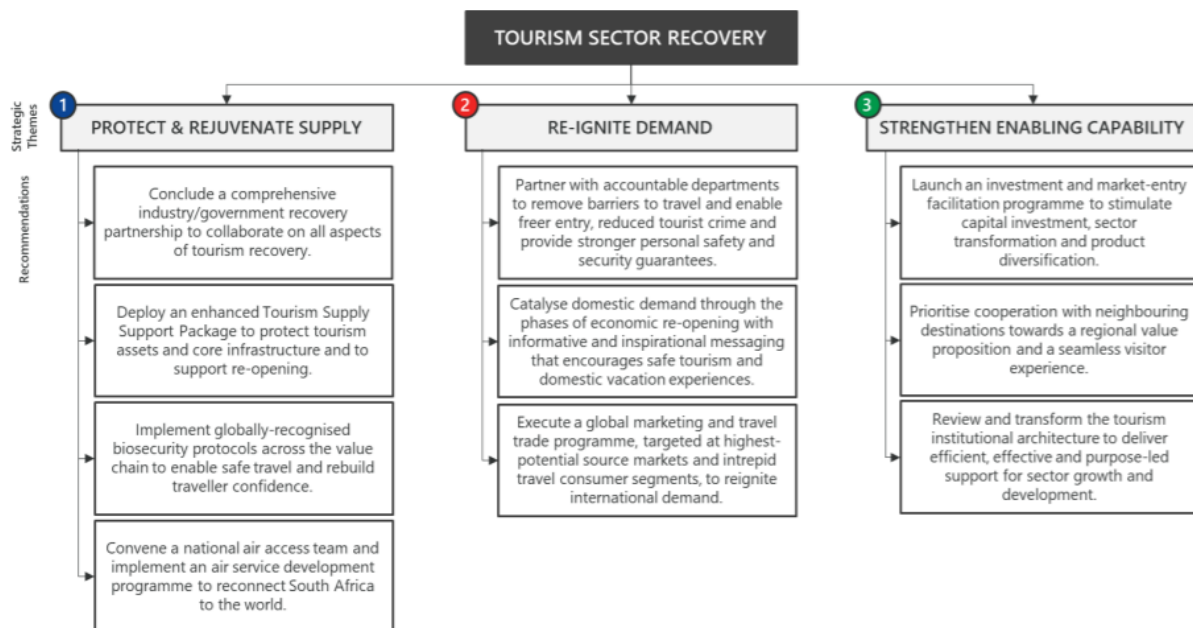 TOURISM SECTOR RECOVERY
Strategic
Themes
1
PROTECT & REJUVENATE SUPPLY
2
RE-IGNITE DEMAND
3
STRENGTHEN ENABLING CAPABILITY
Recommendations
Conclude a comprehensive
industry/government recovery
partnership to collaborate on all aspects
of tourism recovery.
Deploy an enhanced Tourism Supply
Support Package to protect tourism
assets and core infrastructure and to
support re-opening.
Implement globally-recognised
biosecurity protocols across the value
chain to enable safe travel and rebuild
traveller confidence.
Convene a national air access team and
implement an air service development
programme to reconnect South Africa
to the world.
Partner with accountable departments
to remove barriers to travel and enable
freer entry, reduced tourist crime and
provide stronger personal safety and
security guarantees.
Catalyse domestic demand through the
phases of economic re-opening with
informative and inspirational messaging
that encourages safe tourism and
domestic vacation experiences.
Execute a global marketing and travel
trade programme, targeted at highest-
potential source markets and intrepid
travel consumer segments, to reignite
international demand.
Launch an investment and market-entry
facilitation programme to stimulate
capital investment, sector
transformation and product
diversification.
Prioritise cooperation with neighbouring
destinations towards a regional value
proposition and a seamless visitor
experience.
Review and transform the tourism
institutional architecture to deliver
efficient, effective and purpose-led
support for sector growth and
development.